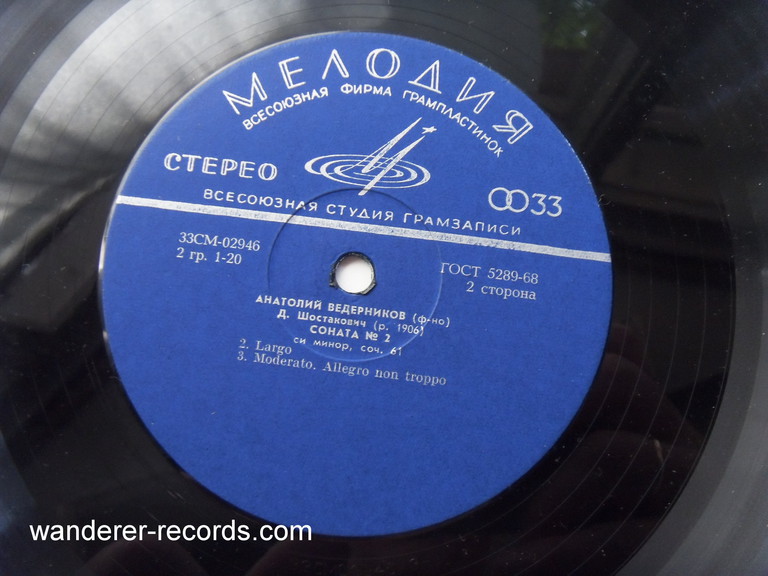 МЕЛОДИЯ
ВСЕСОЮЗНАЯ ФИРМА ГРАМПЛАСТИНОК
СТЕРЕО
33
ВСЕСОЮЗНАЯ СТУДИЯ ГРАМЗАПИСИ
33СМ-02946
2 гр. 1-20
ГОСТ 5289-68
2 сторона
АНАТОЛИЙ ВЕДЕРНИКОВ (ф-но)
Д. Шостакович (р. 1906)
СОНАТА № 2
си минор, соч. 61
2. Largo
3. Moderato. Allegro non troppo
wanderer-records.com